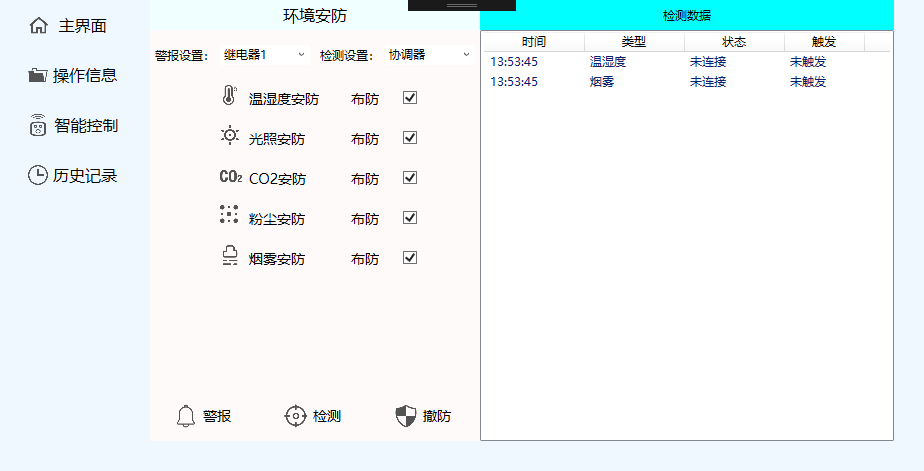 主界面
操作信息
智能控制
历史记录
环境安防
警报设置： 继电器1 检测设置： 协调器
温湿度安防 布防
光照安防 布防
CO2 CO2安防 布防
粉尘安防 布防
烟雾安防 布防
警报 检测 撤防
检测数据
时间 类型 状态 触发
13:53:45 温湿度 未连接 未触发
13:53:45 烟雾 未连接 未触发